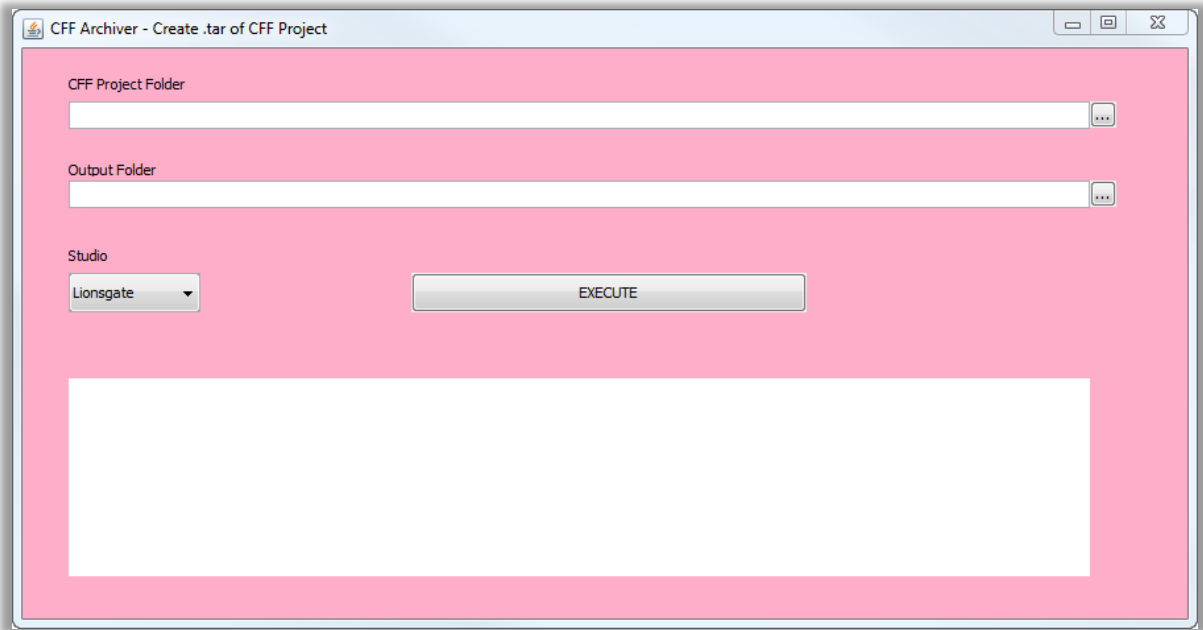 CFF Archiver - Create .tar of CFF Project
CFF Project Folder
...
Output Folder
...
Studio
Lionsgate
EXECUTE